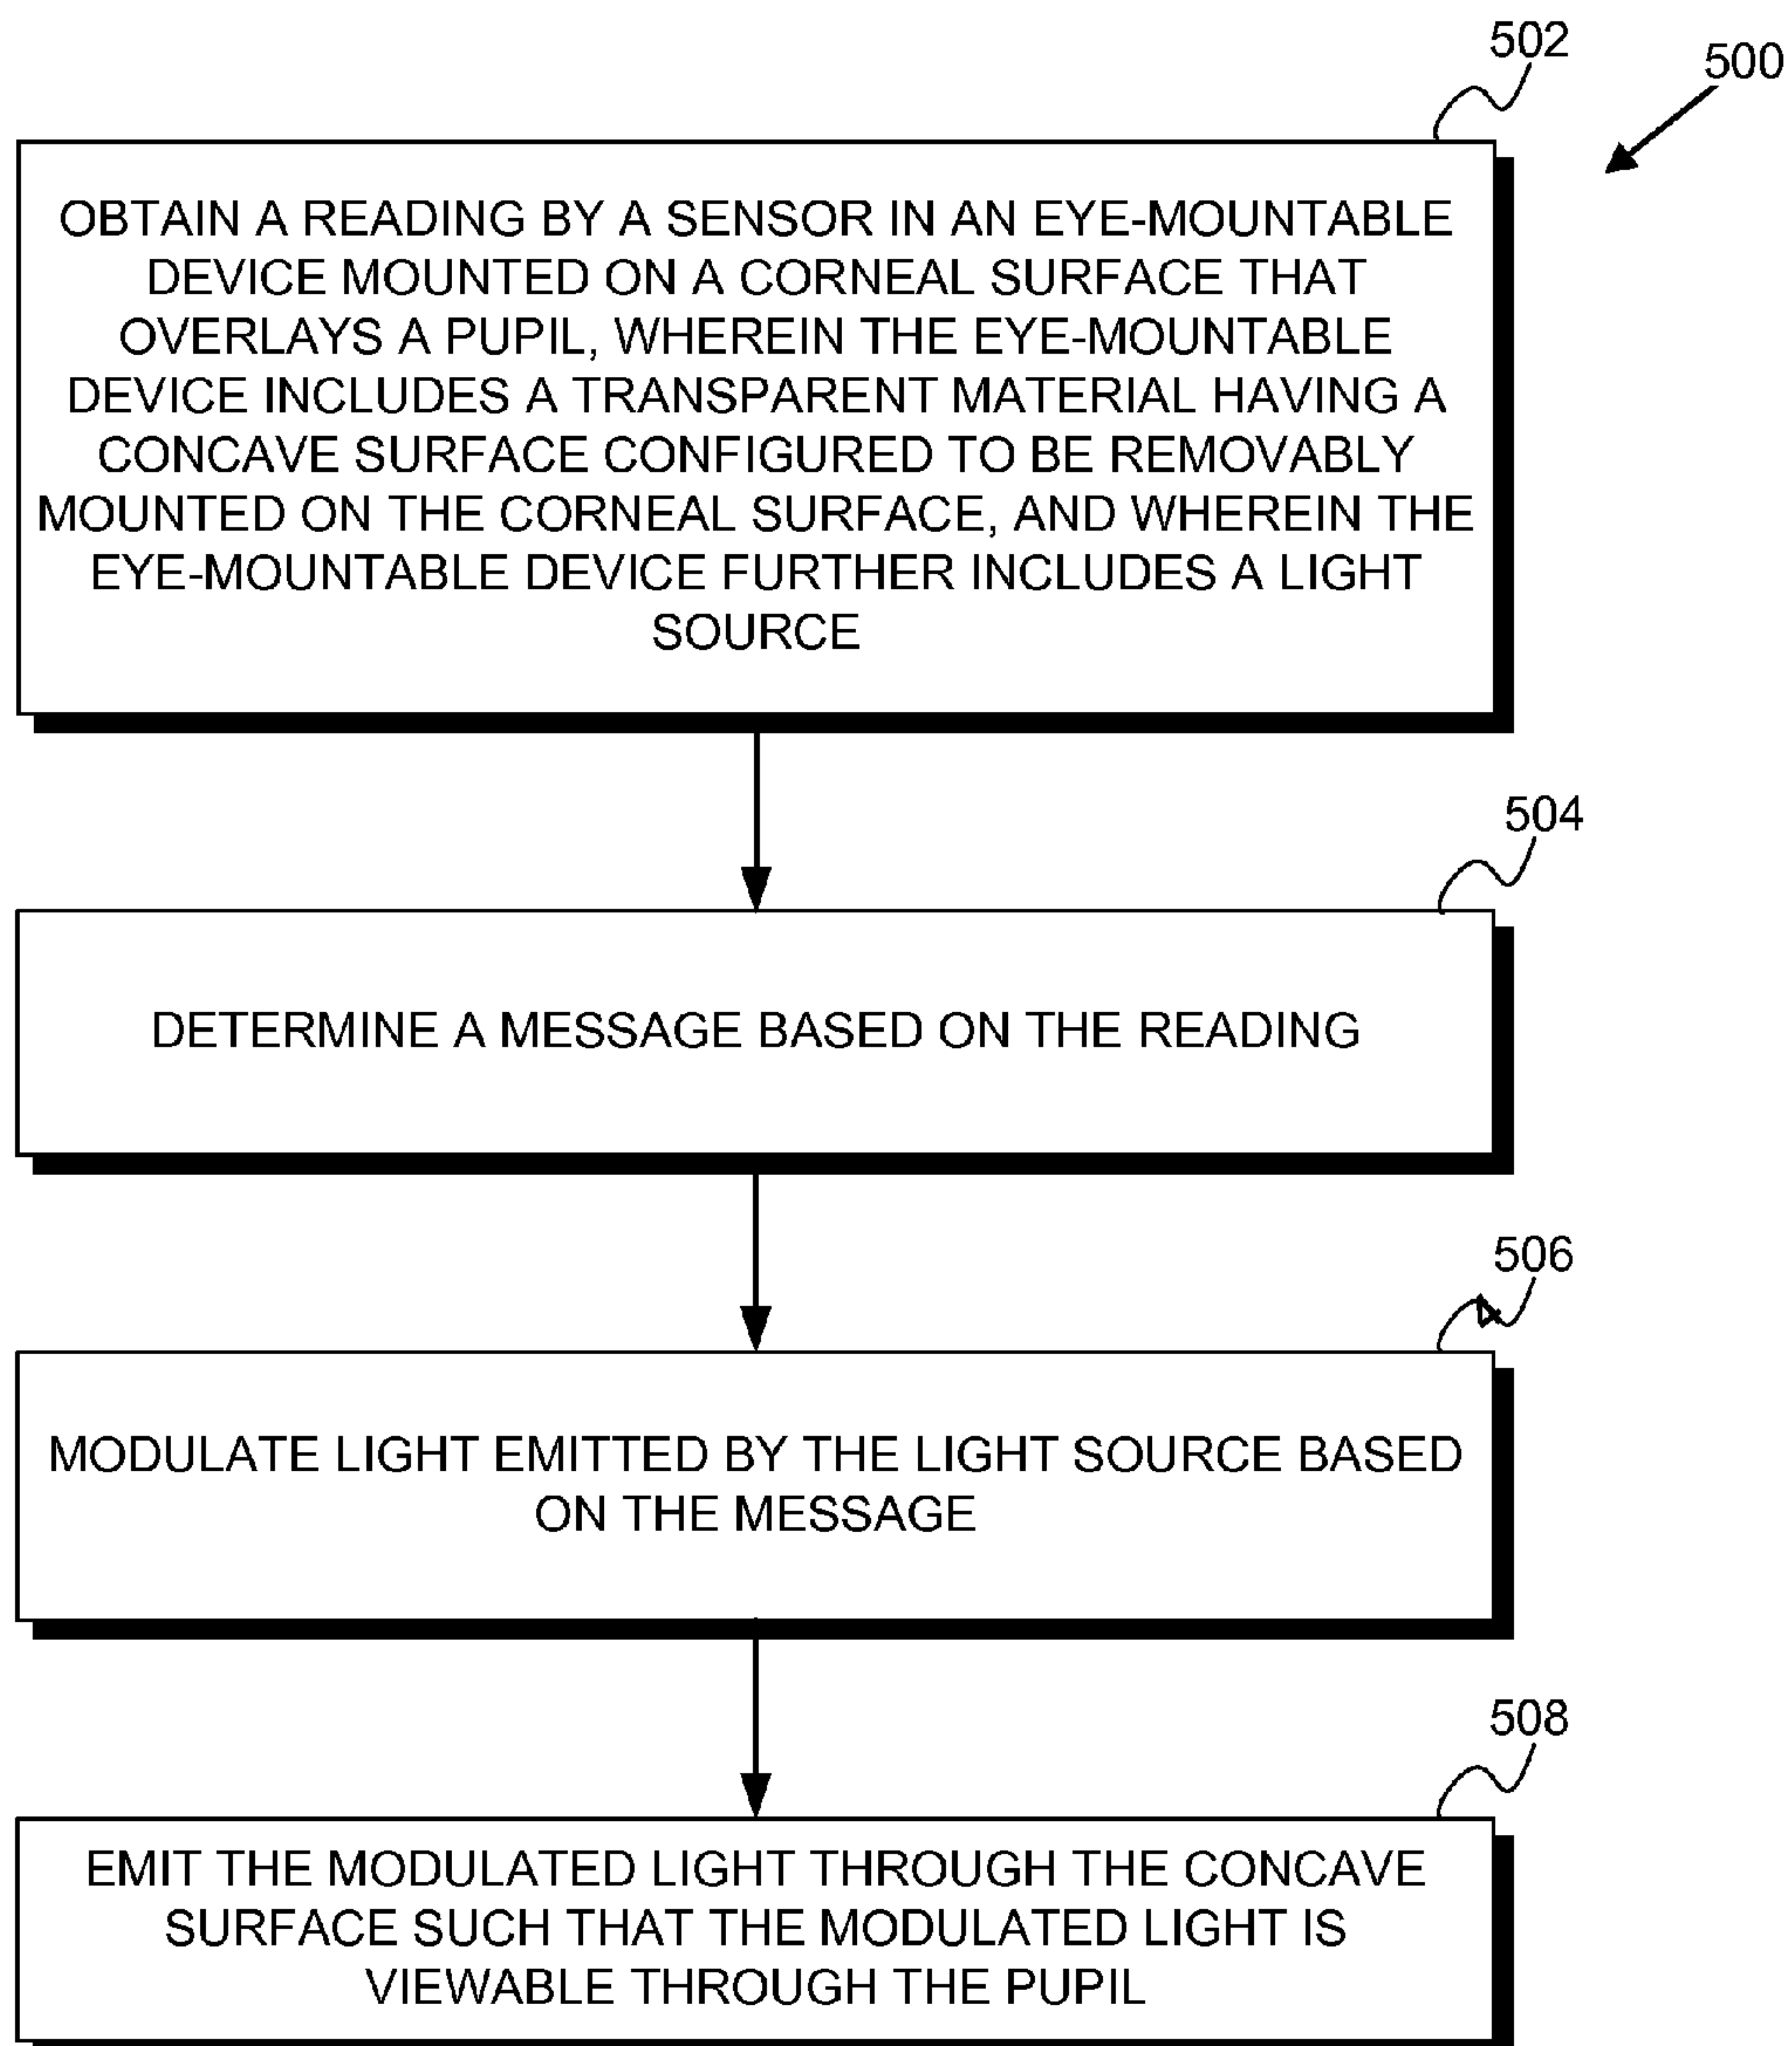 502
500
OBTAIN A READING BY A SENSOR IN AN EYE-MOUNTABLE
DEVICE MOUNTED ON A CORNEAL SURFACE THAT
OVERLAYS A PUPIL, WHEREIN THE EYE-MOUNTABLE
DEVICE INCLUDES A TRANSPARENT MATERIAL HAVING A
CONCAVE SURFACE CONFIGURED TO BE REMOVABLY
MOUNTED ON THE CORNEAL SURFACE, AND WHEREIN THE
EYE-MOUNTABLE DEVICE FURTHER INCLUDES A LIGHT
SOURCE
504
DETERMINE A MESSAGE BASED ON THE READING
506
MODULATE LIGHT EMITTED BY THE LIGHT SOURCE BASED
ON THE MESSAGE
508
EMIT THE MODULATED LIGHT THROUGH THE CONCAVE
SURFACE SUCH THAT THE MODULATED LIGHT IS
VIEWABLE THROUGH THE PUPIL